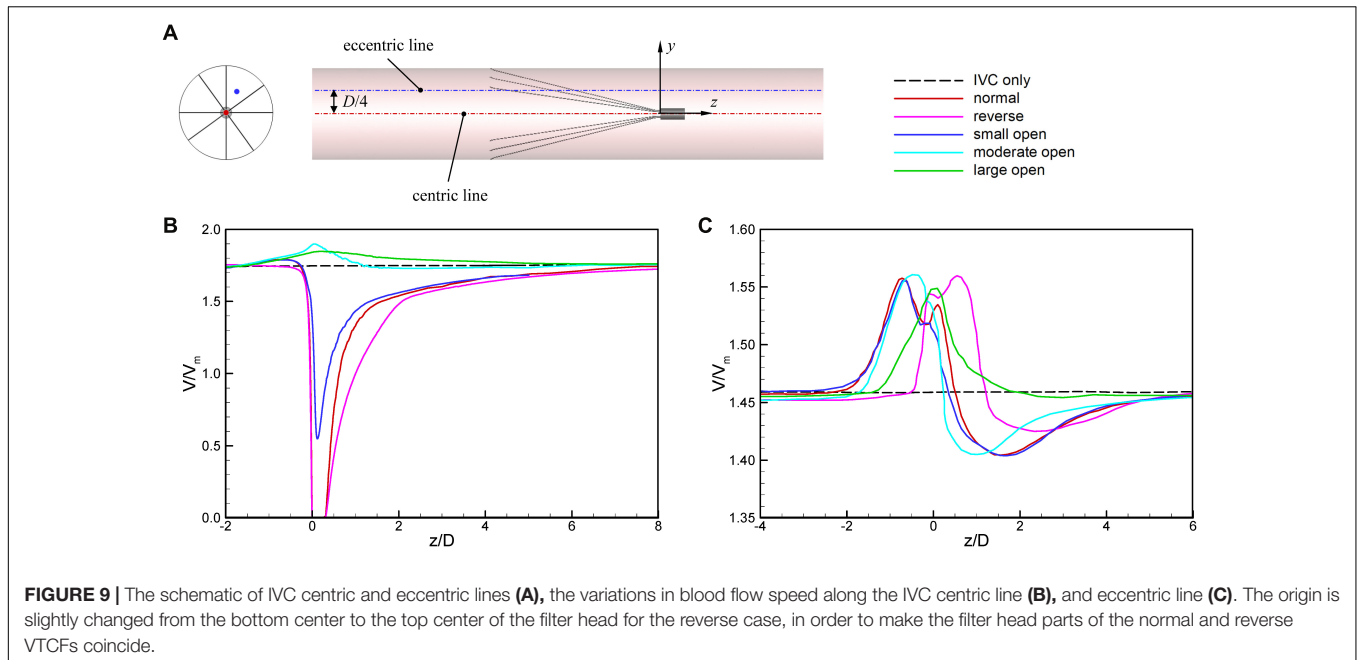 A
eccentric line
D/4
y
z
centric line
IVC only
normal
reverse
small open
moderate open
large open
B
2.0
1.5
1.0
0.5
0.0
V/Vm
-2
0
2
4
6
8
z/D
C
1.60
1.55
1.50
1.45
1.40
1.35
V/Vm
-4
-2
0
2
4
6
z/D
FIGURE 9 | The schematic of IVC centric and eccentric lines (A), the variations in blood flow speed along the IVC centric line (B), and eccentric line (C). The origin is
slightly changed from the bottom center to the top center of the filter head for the reverse case, in order to make the filter head parts of the normal and reverse
VTCFs coincide.